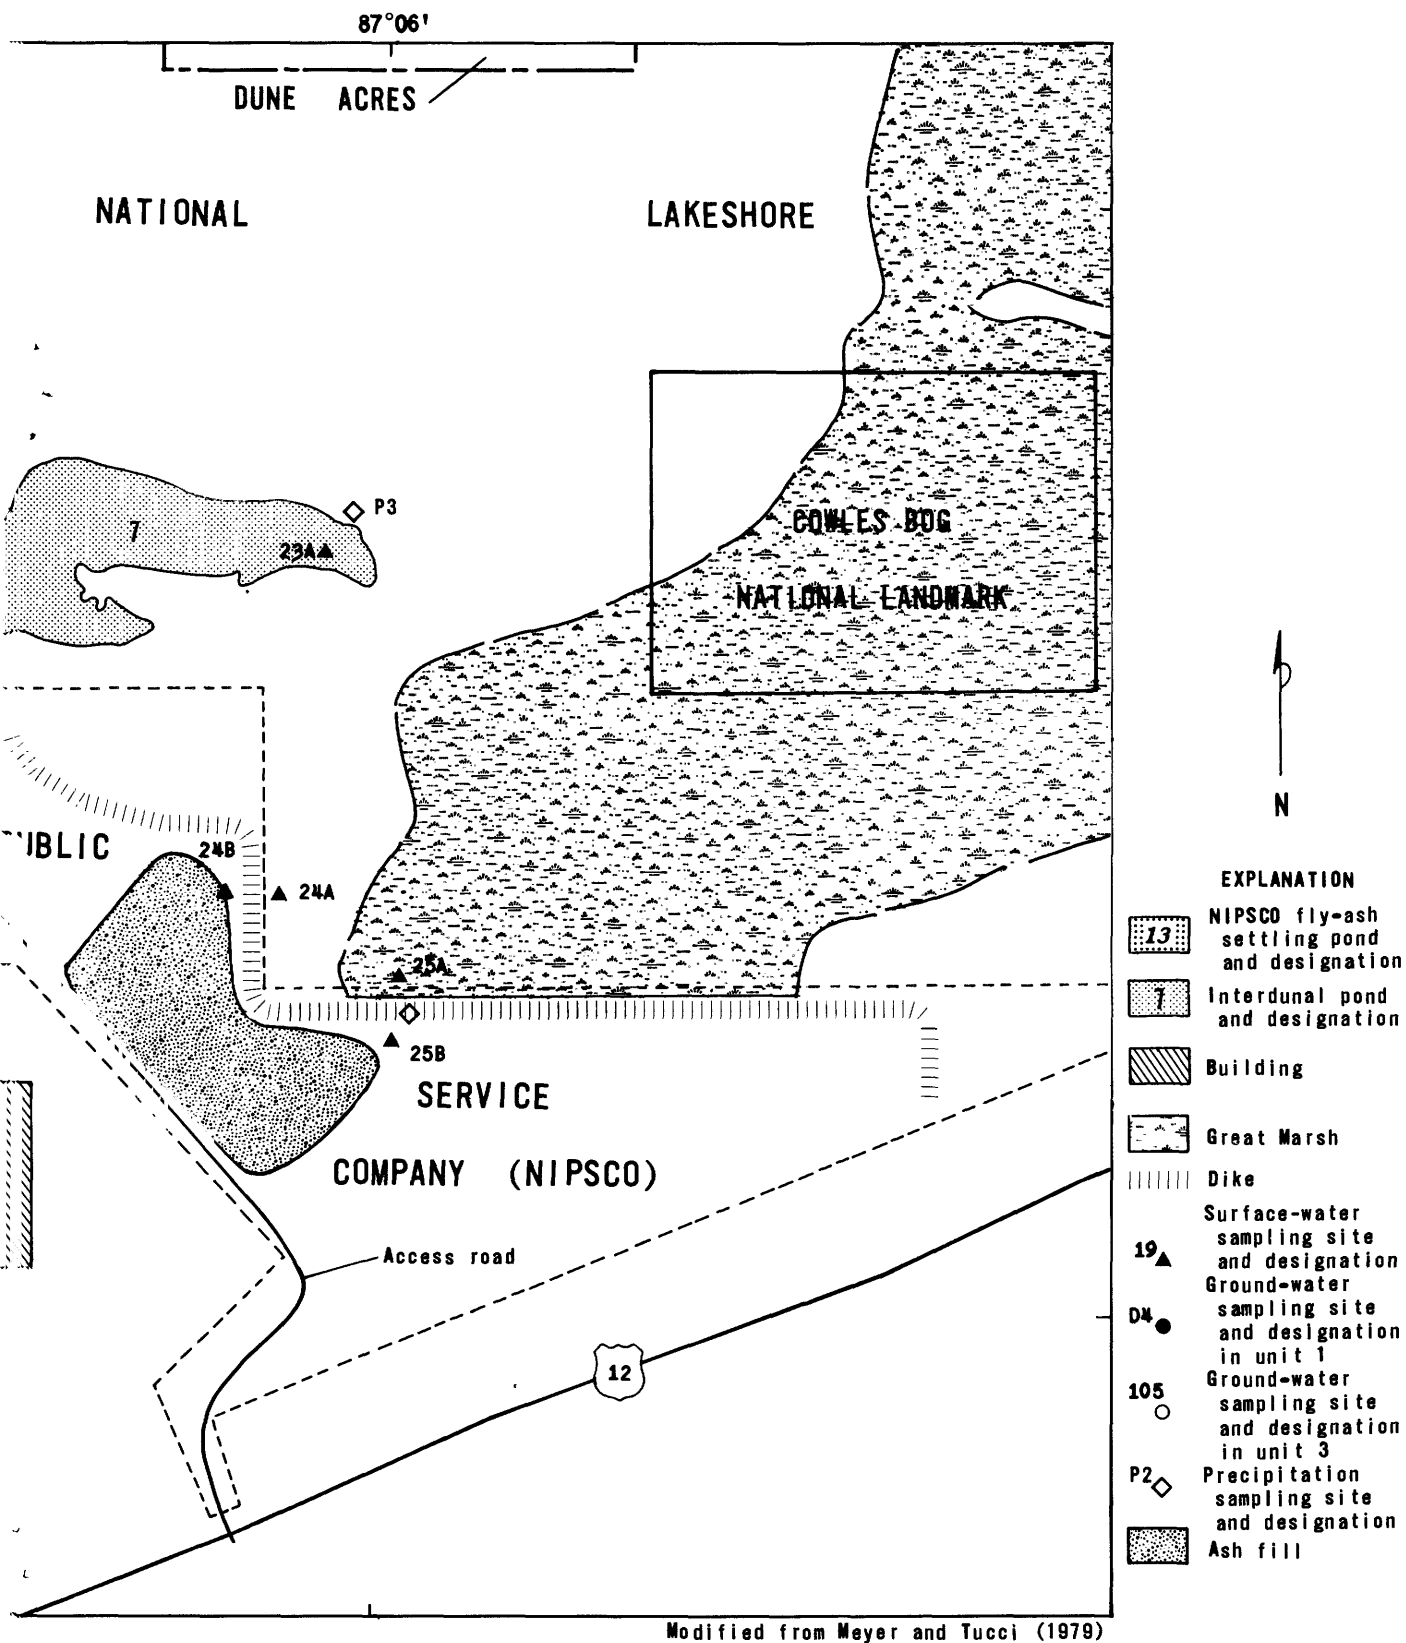 87°06'
DUNE ACRES
NATIONAL LAKESHORE
P3
7
23A
COWLES BOG
NATIONAL LANDMARK
N
UBLIC
24B
24A
25A
25B
SERVICE
COMPANY (NIPSCO)
Access road
12
EXPLANATION
13
NIPSCO fly-ash
settling pond
and designation
7
Interdunal pond
and designation
Building
Great Marsh
Dike
19
Surface-water
sampling site
and designation
D4
Ground-water
sampling site
and designation
in unit 1
105
Ground-water
sampling site
and designation
in unit 3
P2
Precipitation
sampling site
and designation
Ash fill
Modified from Meyer and Tucci (1979)